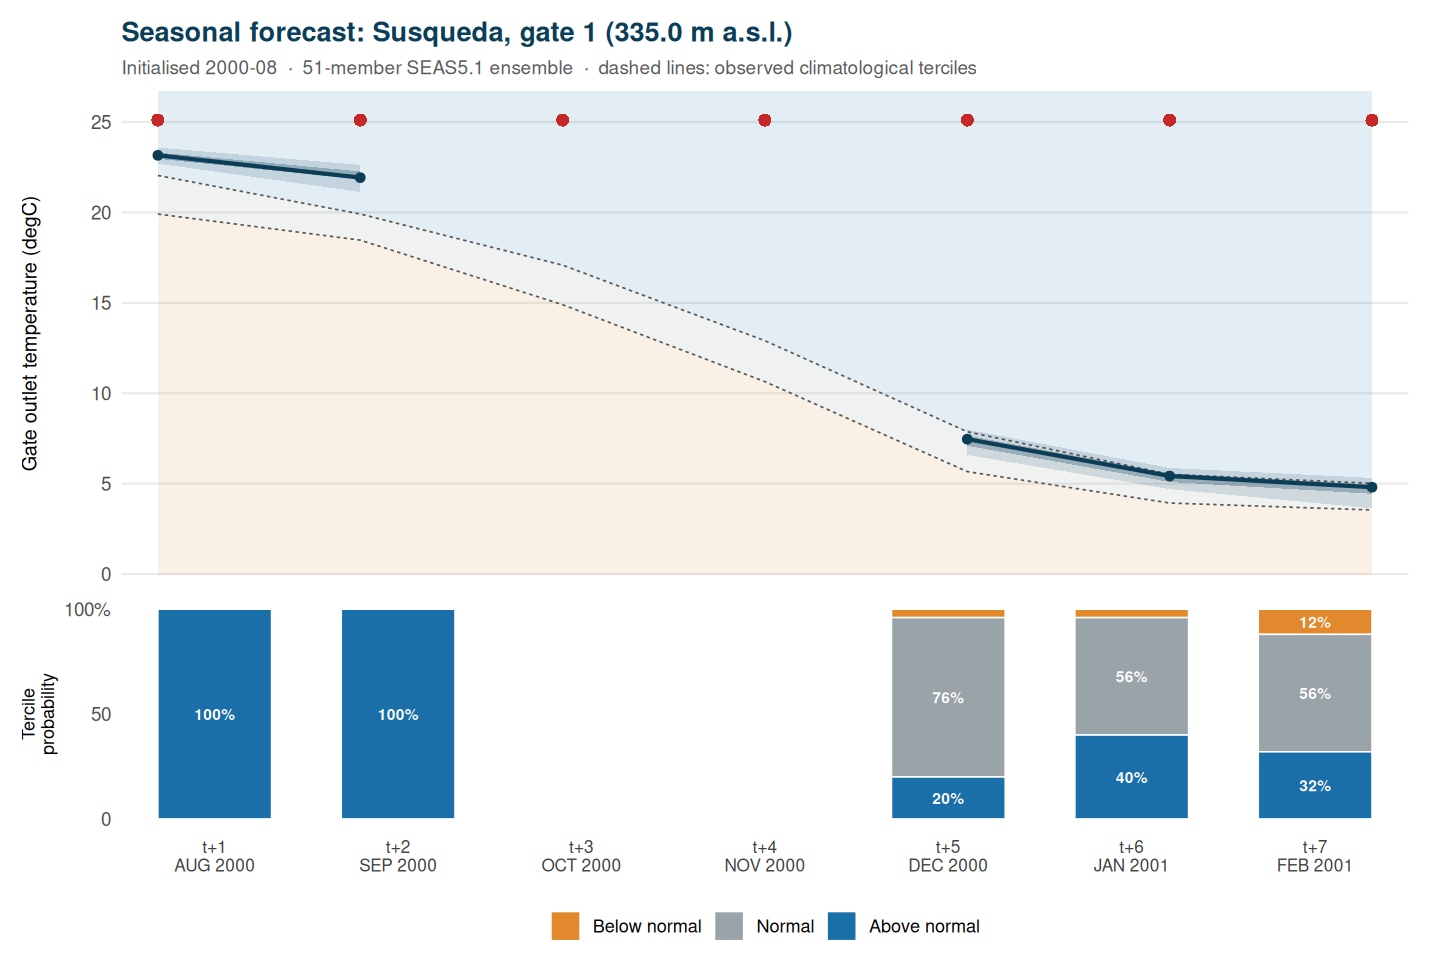 Seasonal forecast: Susqueda, gate 1 (335.0 m a.s.l.)
Initialised 2000-08 · 51-member SEAS5.1 ensemble · dashed lines: observed climatological terciles
Gate outlet temperature (degC)
25
20
15
10
5
0
Tercile
probability
100%
50
0
100%
100%
76%
20%
56%
40%
12%
56%
32%
t+1
AUG 2000
t+2
SEP 2000
t+3
OCT 2000
t+4
NOV 2000
t+5
DEC 2000
t+6
JAN 2001
t+7
FEB 2001
Below normal
Normal
Above normal